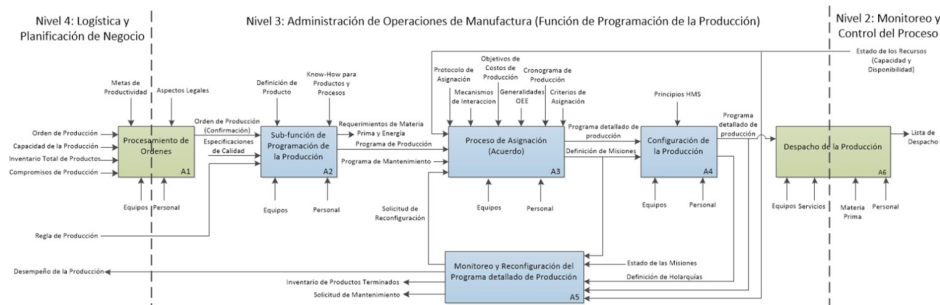 Nivel 4: Logística y
Planificación de Negocio
Nivel 3: Administración de Operaciones de Manufactura (Función de Programación de la Producción)
Nivel 2: Monitoreo y
Control del Proceso
Estado de los Recursos
(Capacidad y
Disponibilidad)
Metas de
Productividad
Aspectos Legales
Definición de
Producto
Know-How para
Productos y
Procesos
Protocolo de
Asignación
Mecanismos
de Interaccion
Objetivos de
Costos de
Producción
Generalidades
OEE
Cronograma de
Producción
Criterios de
Asignación
Principios HMS
Orden de Producción
Capacidad de la Producción
Inventario Total de Productos
Compromisos de Producción
Procesamiento de
Ordenes
A1
Equipos
Personal
Orden de Producción
(Confirmación)
Especificaciones
de Calidad
Regla de Producción
Sub-función de
Programación de
la Producción
A2
Equipos
Personal
Requerimientos de Materia
Prima y Energía
Programa de Producción
Programa de Mantenimiento
Proceso de Asignación
(Acuerdo)
A3
Equipos
Personal
Solicitud de
Reconfiguración
Programa detallado de
producción
Definición de Misiones
Configuración de
la Producción
A4
Equipos
Personal
Programa
detallado de
producción
Despacho de la Producción
A6
Equipos
Servicios
Materia
Prima
Personal
Lista de
Despacho
Monitoreo y Reconfiguración del
Programa detallado de Producción
A5
Estado de las Misiones
Definición de Holarquías
Desempeño de la Producción
Inventario de Productos Terminados
Solicitud de Mantenimiento